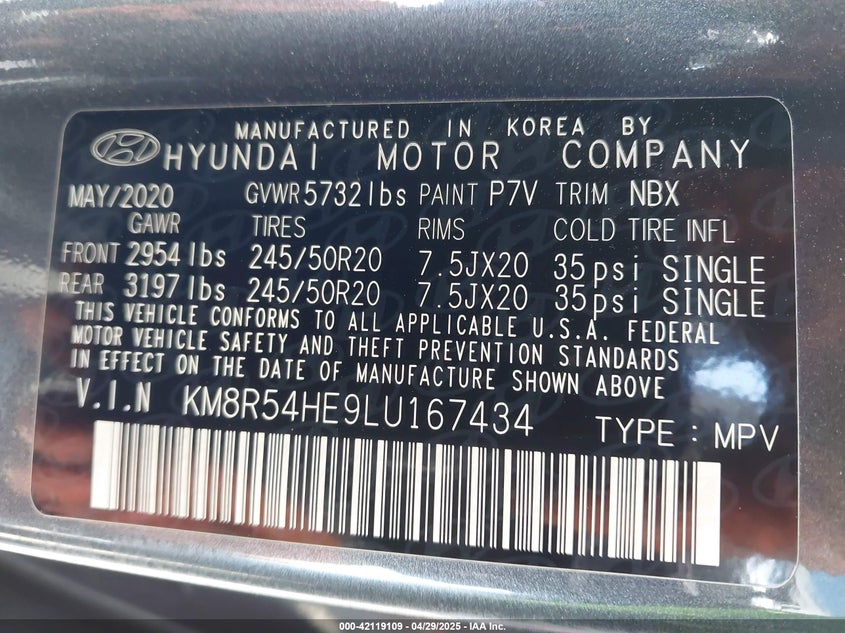 MANUFACTURED IN KOREA BY
HYUNDAI MOTOR COMPANY
MAY/2020 GVWR 5732 lbs PAINT P7V TRIM NBX
GAWR TIRES RIMS COLD TIRE INFL
FRONT 2954 lbs 245/50R20 7.5JX20 35psi SINGLE
REAR 3197 lbs 245/50R20 7.5JX20 35psi SINGLE
THIS VEHICLE CONFORMS TO ALL APPLICABLE U.S.A. FEDERAL
MOTOR VEHICLE SAFETY AND THEFT PREVENTION STANDARDS
IN EFFECT ON THE DATE OF MANUFACTURE SHOWN ABOVE
V.I.N KM8R54HE9LU167434 TYPE : MPV
000-42119109 - 04/29/2025 - IAA Inc.